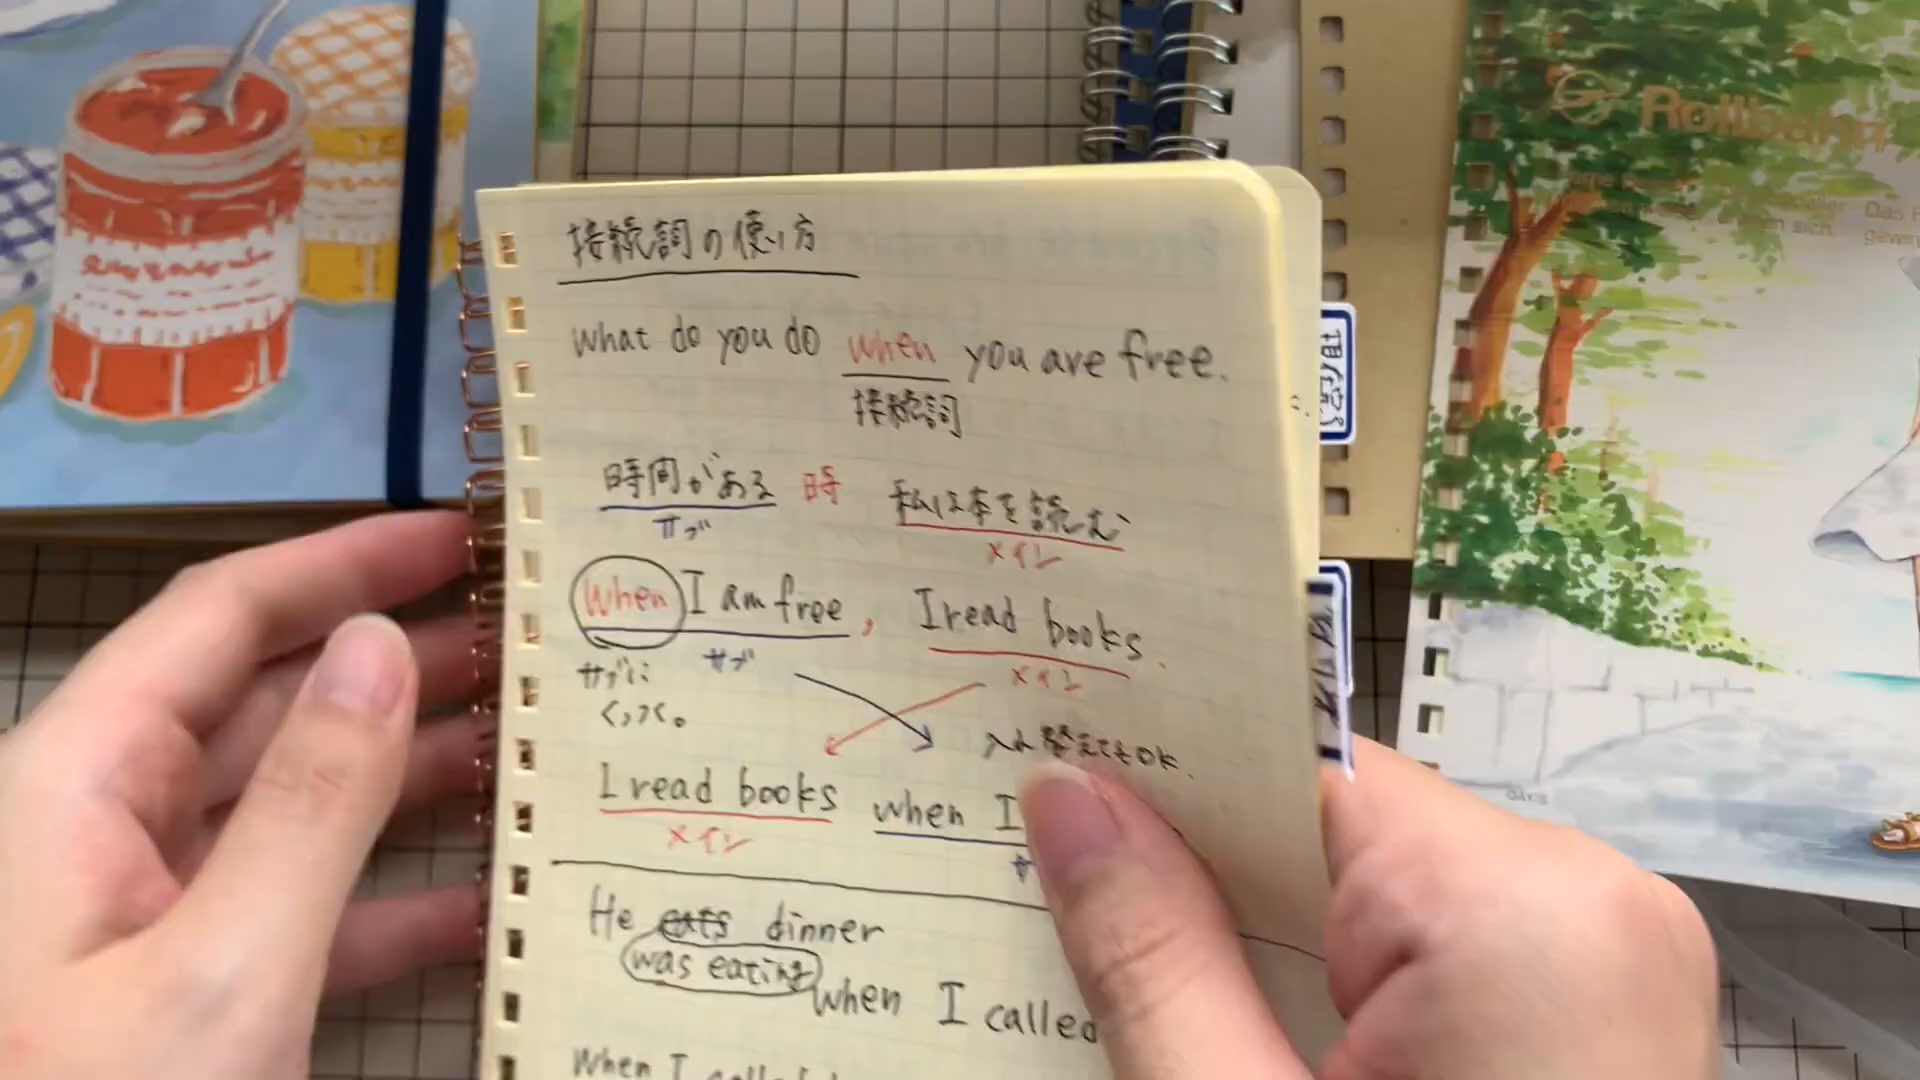 接続詞の使い方
What do you do when you are free.
接続詞
時間がある 時 私は本を読む
サブ メイン
When I am free, I read books.
サブ メイン
サブに
くっつく。
入れ替えてもOK.
I read books when I
メイン サ
He eats dinner
was eating
when I called
When I
Rollbahn